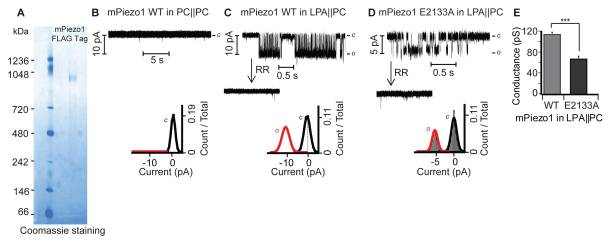 A
mPiezo1
FLAG Tag
kDa
1236
1048
720
480
242
146
66
Coomassie staining
B mPiezo1 WT in PC||PC
10 pA
c
5 s
c
0.19
0
Count / Total
-10 0
Current (pA)
C mPiezo1 WT in LPA||PC
10 pA
c
o
RR
0.5 s
o
c
0.11
0
Count / Total
-10 0
Current (pA)
D mPiezo1 E2133A in LPA||PC
5 pA
c
o
RR
0.5 s
o
c
0.11
0
Count / Total
-5 0
Current (pA)
E
***
Conductance (pS)
120
80
40
0
WT E2133A
mPiezo1 in LPA||PC